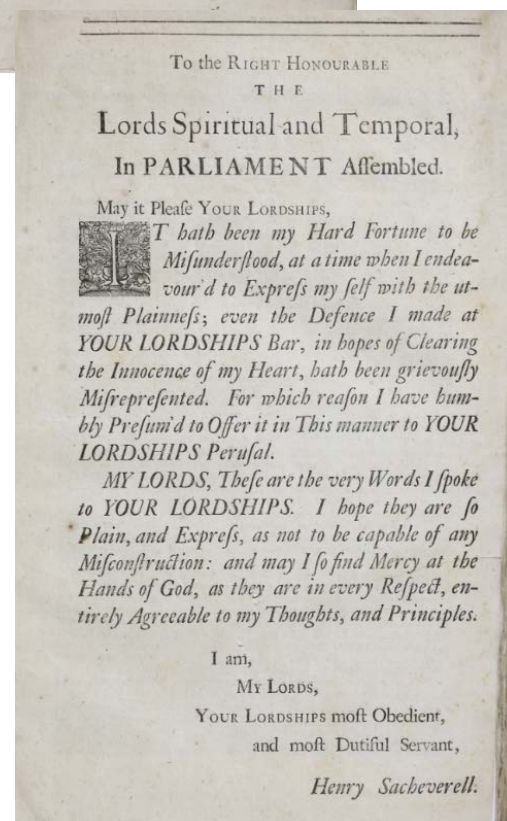 To the RIGHT HONOURABLE
THE
Lords Spiritual and Temporal,
In PARLIAMENT Aſſembled.
May it Pleaſe YOUR LORDSHIPS,
IT hath been my Hard Fortune to be
Miſunderſtood, at a time when I endea-
vour'd to Expreſs my ſelf with the ut-
moſt Plainneſs; even the Defence I made at
YOUR LORDSHIPS Bar, in hopes of Clearing
the Innocence of my Heart, hath been grievouſly
Miſrepreſented. For which reaſon I have hum-
bly Preſum'd to Offer it in This manner to YOUR
LORDSHIPS Peruſal.
MY LORDS, Theſe are the very Words I ſpoke
to YOUR LORDSHIPS. I hope they are ſo
Plain, and Expreſs, as not to be capable of any
Miſconſtruction: and may I ſo find Mercy at the
Hands of God, as they are in every Reſpect, en-
tirely Agreeable to my Thoughts, and Principles.
I am,
MY LORDS,
YOUR LORDSHIPS moſt Obedient,
and moſt Dutiful Servant,
Henry Sacheverell.